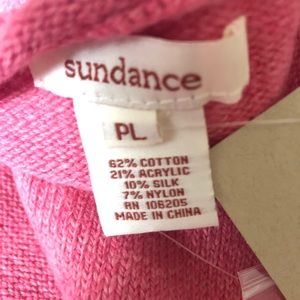 sundance
PL
62% COTTON
21% ACRYLIC
10% SILK
7% NYLON
RN 106205
MADE IN CHINA